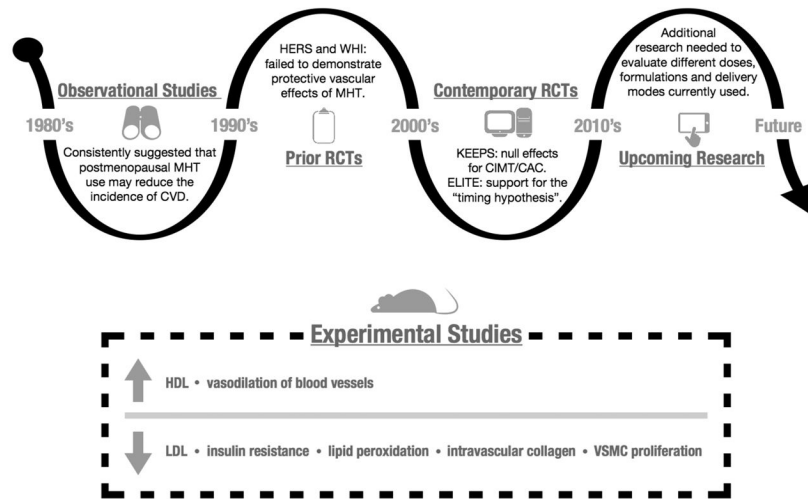 Observational Studies
Consistently suggested that
postmenopausal MHT
use may reduce the
incidence of CVD.
HERS and WHI:
failed to demonstrate
protective vascular
effects of MHT.
Prior RCTs
Contemporary RCTs
KEEPS: null effects
for CIMT/CAC.
ELITE: support for the
“timing hypothesis”.
Additional
research needed to
evaluate different doses,
formulations and delivery
modes currently used.
Upcoming Research
1980's
1990's
2000's
2010's
Future
Experimental Studies
HDL • vasodilation of blood vessels
LDL • insulin resistance • lipid peroxidation • intravascular collagen • VSMC proliferation